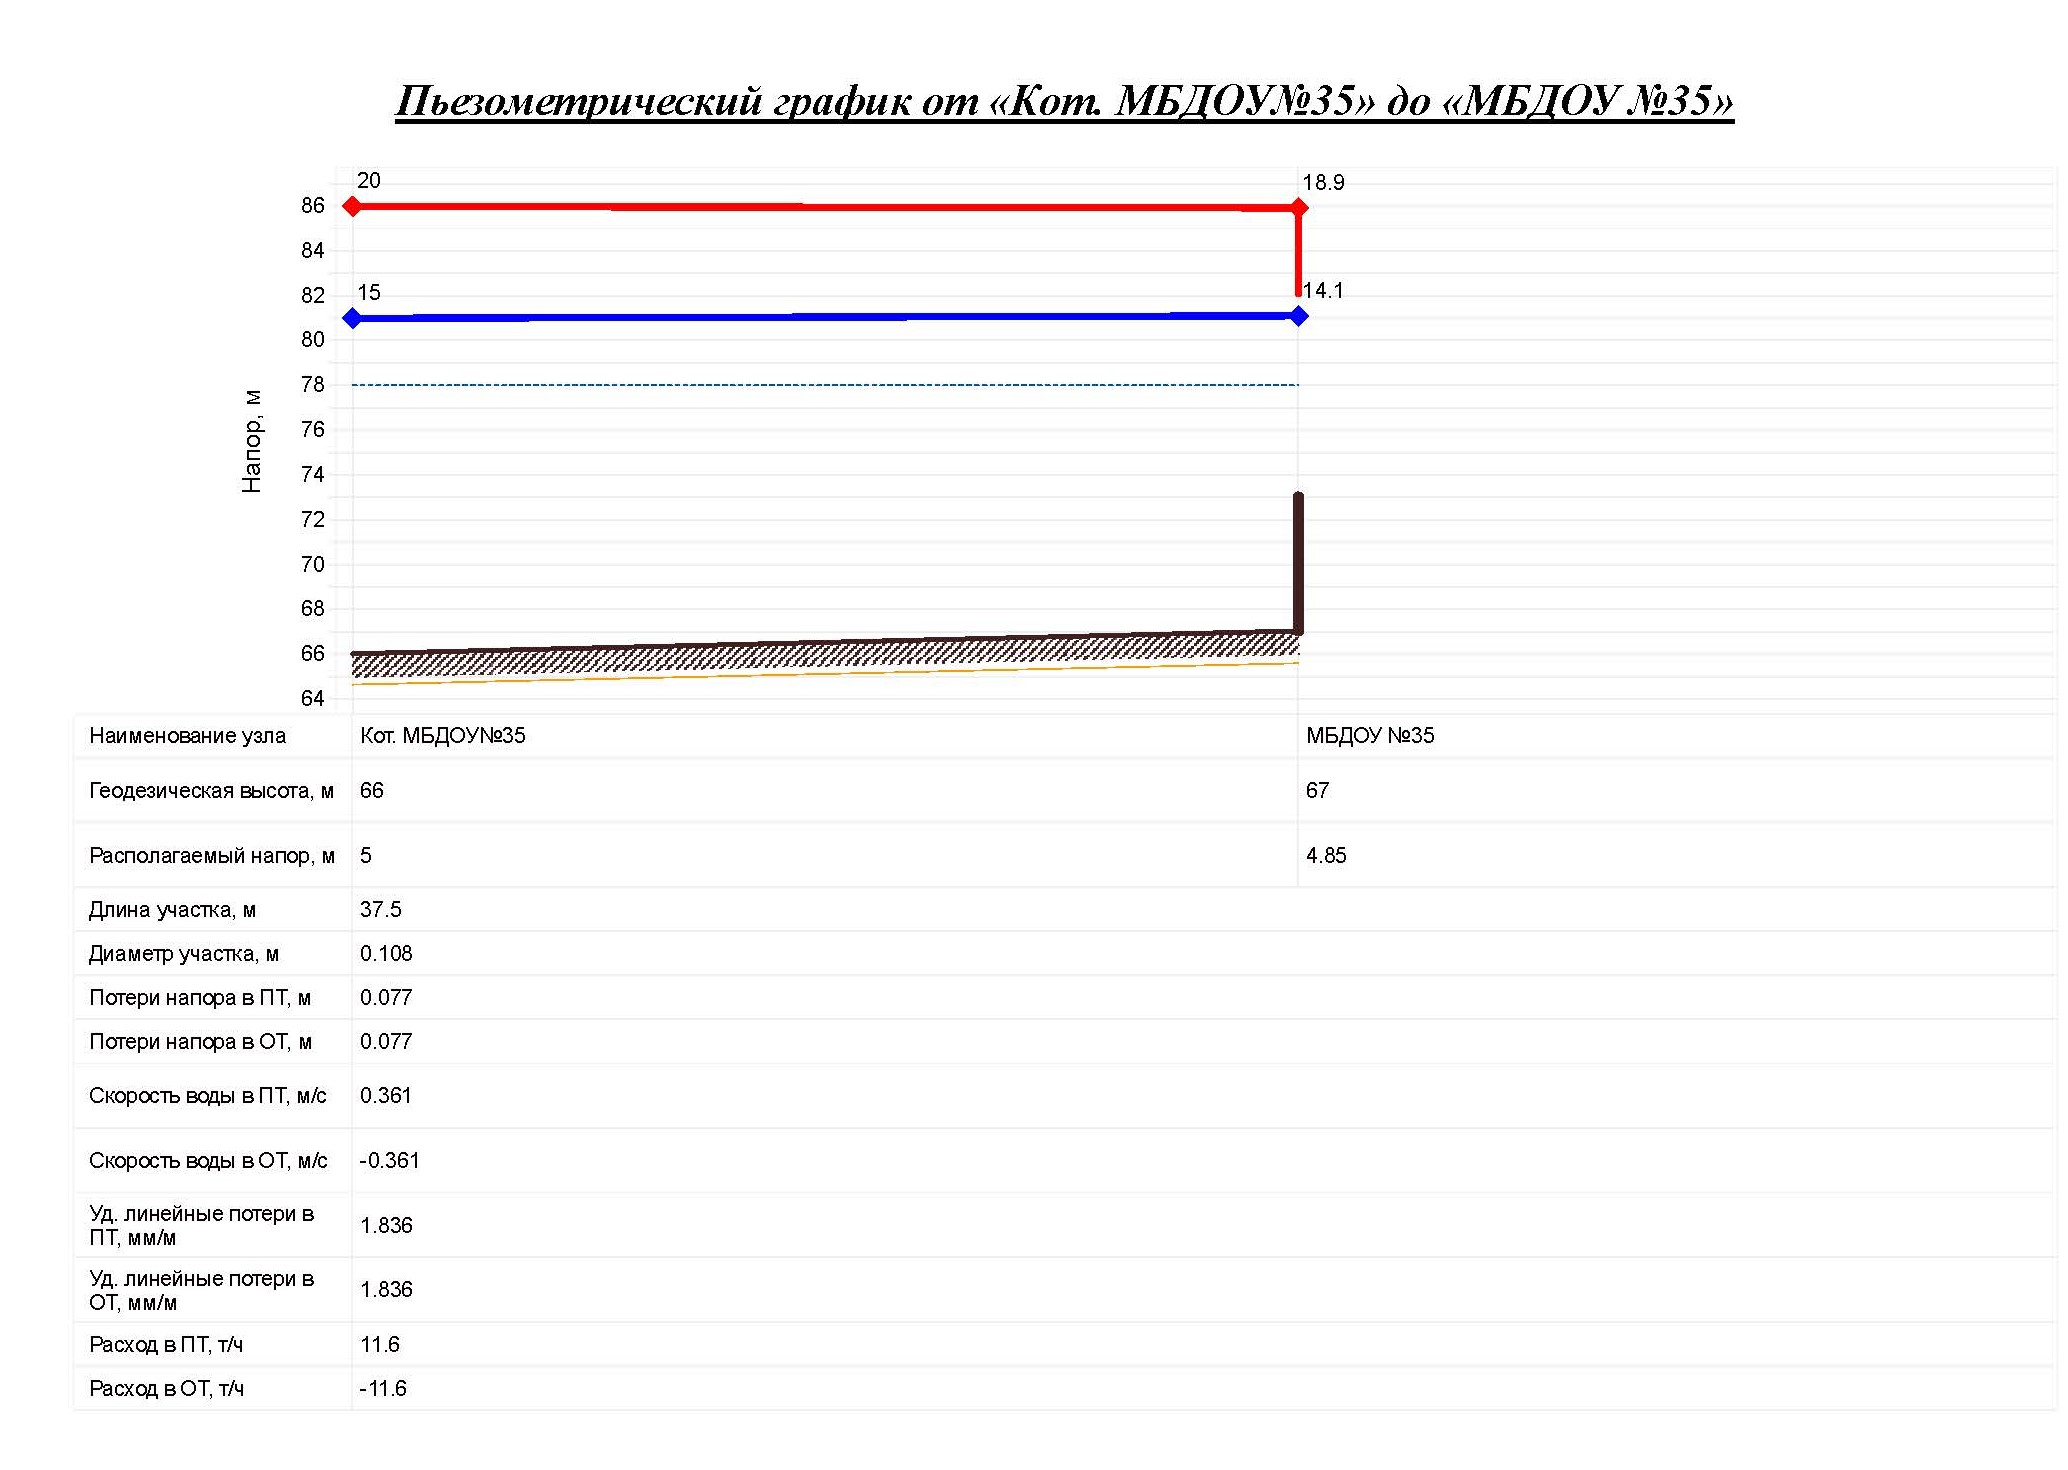 Пьезометрический график от «Кот. МБДОУ№35» до «МБДОУ №35»
20
18.9
86
84
15
14.1
82
80
78
76
74
72
70
68
66
64
Напор, м
Наименование узла Кот. МБДОУ№35 МБДОУ №35
Геодезическая высота, м 66 67
Располагаемый напор, м 5 4.85
Длина участка, м 37.5
Диаметр участка, м 0.108
Потери напора в ПТ, м 0.077
Потери напора в ОТ, м 0.077
Скорость воды в ПТ, м/с 0.361
Скорость воды в ОТ, м/с -0.361
Уд. линейные потери в
ПТ, мм/м 1.836
Уд. линейные потери в
ОТ, мм/м 1.836
Расход в ПТ, т/ч 11.6
Расход в ОТ, т/ч -11.6